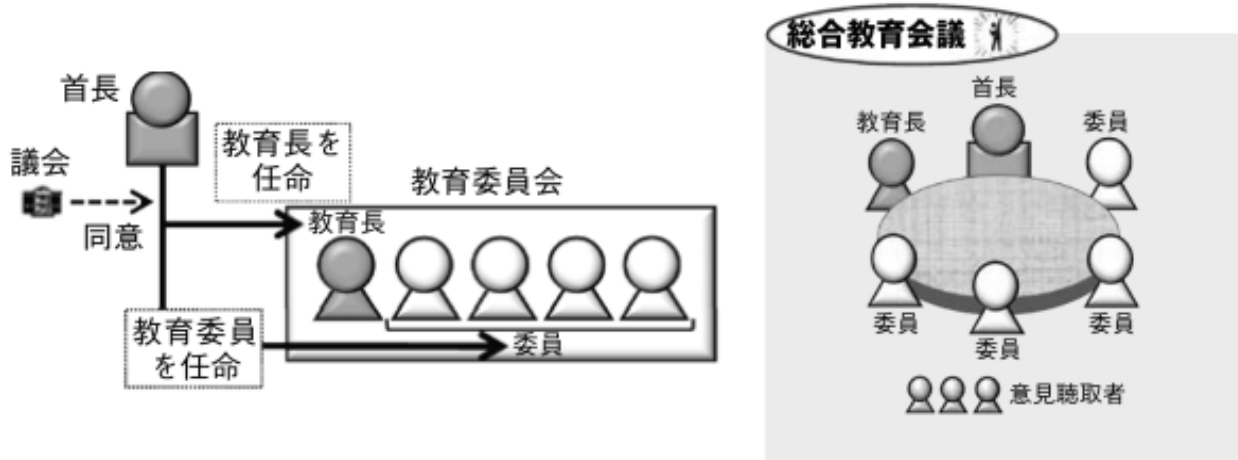 首長
議会
同意
教育長を
任命
教育委員会
教育長
委員
教育委員
を任命
総合教育会議
首長
教育長
委員
委員
委員
委員
意見聴取者